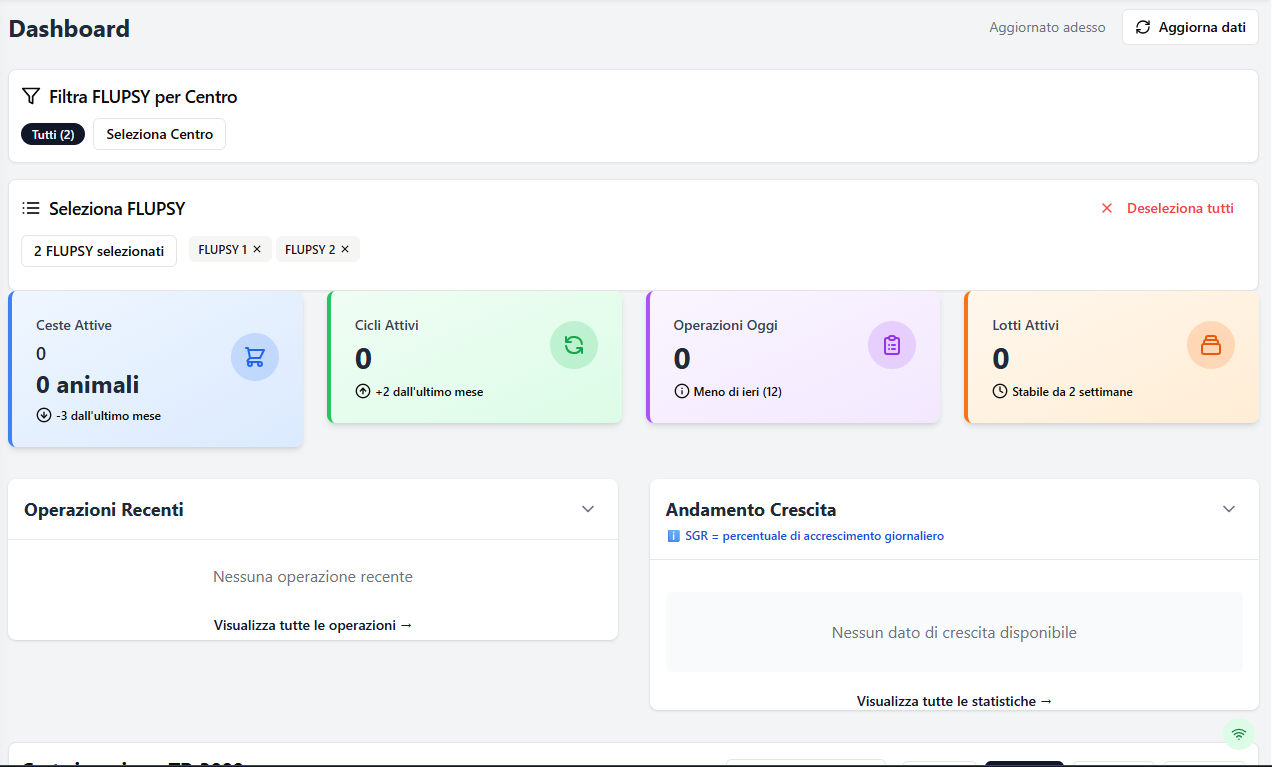 Dashboard
Aggiornato adesso
Aggiorna dati
Filtra FLUPSY per Centro
Tutti (2)
Seleziona Centro
Seleziona FLUPSY
Deseleziona tutti
2 FLUPSY selezionati
FLUPSY 1 ×
FLUPSY 2 ×
Ceste Attive
0
0 animali
-3 dall'ultimo mese
Cicli Attivi
0
+2 dall'ultimo mese
Operazioni Oggi
0
Meno di ieri (12)
Lotti Attivi
0
Stabile da 2 settimane
Operazioni Recenti
Nessuna operazione recente
Visualizza tutte le operazioni →
Andamento Crescita
ℹ️ SGR = percentuale di accrescimento giornaliero
Nessun dato di crescita disponibile
Visualizza tutte le statistiche →